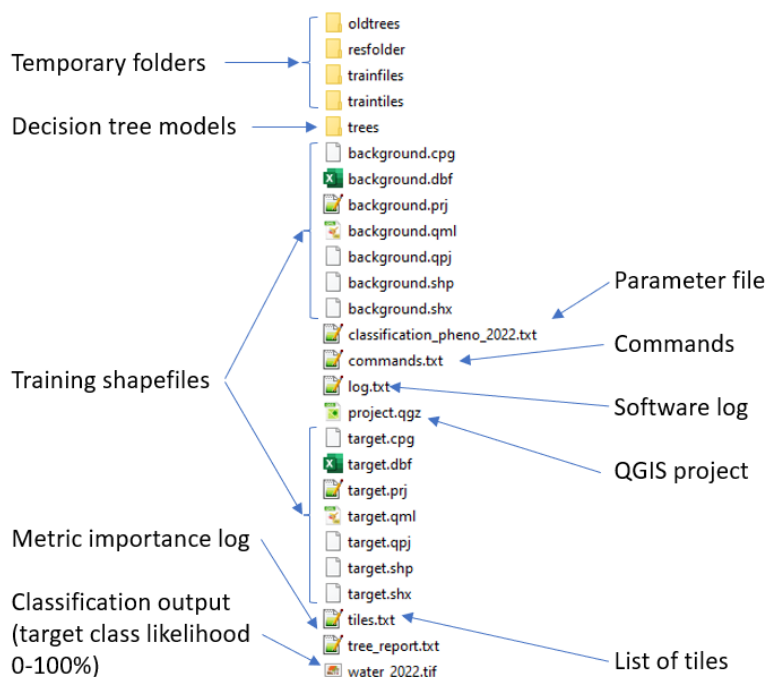 Temporary folders
Decision tree models
Training shapefiles
Metric importance log
Classification output
(target class likelihood
0-100%)
oldtrees
resfolder
trainfiles
traintiles
trees
background.cpg
background.dbf
background.prj
background.qml
background.qpj
background.shp
background.shx
classification_pheno_2022.txt
commands.txt
log.txt
project.qgz
target.cpg
target.dbf
target.prj
target.qml
target.qpj
target.shp
target.shx
tiles.txt
tree_report.txt
water_2022.tif
Parameter file
Commands
Software log
QGIS project
List of tiles